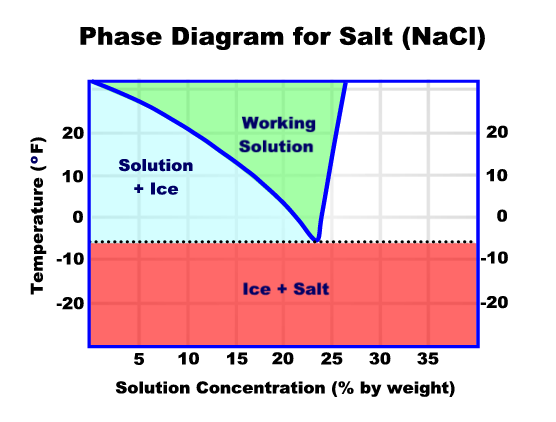 Phase Diagram for Salt (NaCl)
Temperature (°F)
20
10
0
-10
-20
Solution
+ Ice
Working
Solution
Ice + Salt
20
10
0
-10
-20
5 10 15 20 25 30 35
Solution Concentration (% by weight)